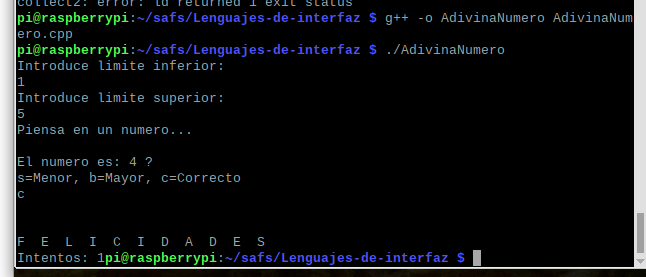 collect2: error: ld returned 1 exit status
pi@raspberrypi:~/safs/Lenguajes-de-interfaz $ g++ -o AdivinaNumero AdivinaNum
ero.cpp
pi@raspberrypi:~/safs/Lenguajes-de-interfaz $ ./AdivinaNumero
Introduce limite inferior:
1
Introduce limite superior:
5
Piensa en un numero...
El numero es: 4 ?
s=Menor, b=Mayor, c=Correcto
c
F E L I C I D A D E S
Intentos: 1pi@raspberrypi:~/safs/Lenguajes-de-interfaz $